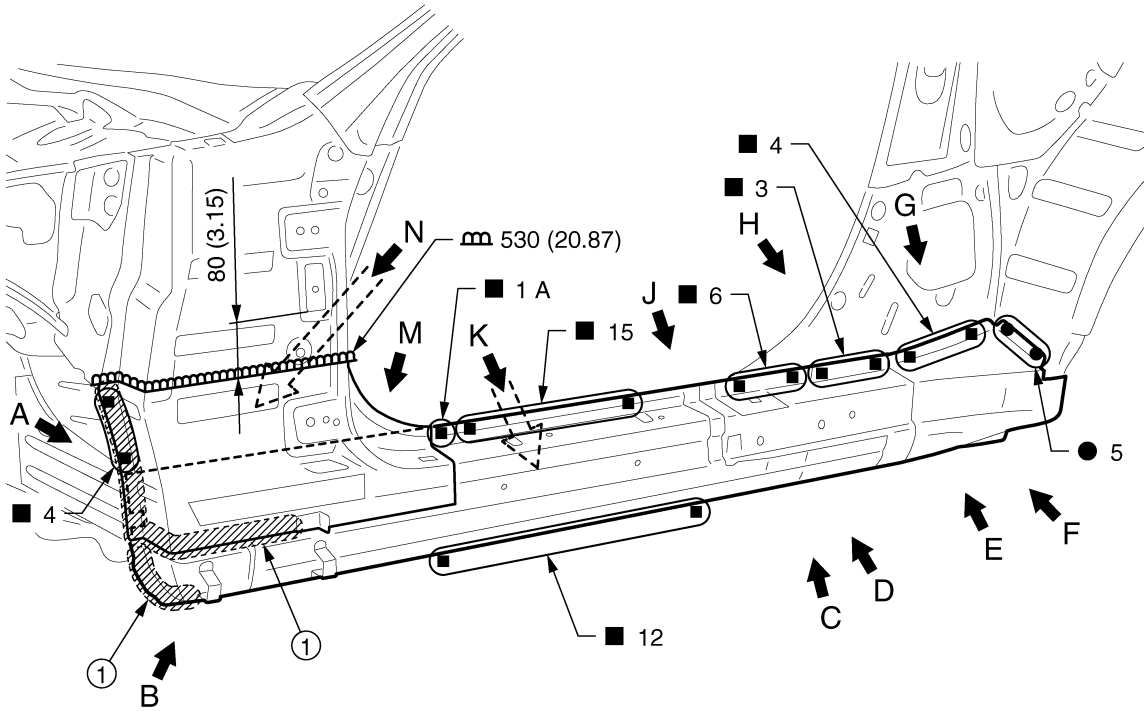 ■ 4
■ 3
80 (3.15)
G
H
N
530 (20.87)
■ 1 A
J
■ 6
M
K
■ 15
A
● 5
■ 4
F
E
D
C
1
■ 12
1
B